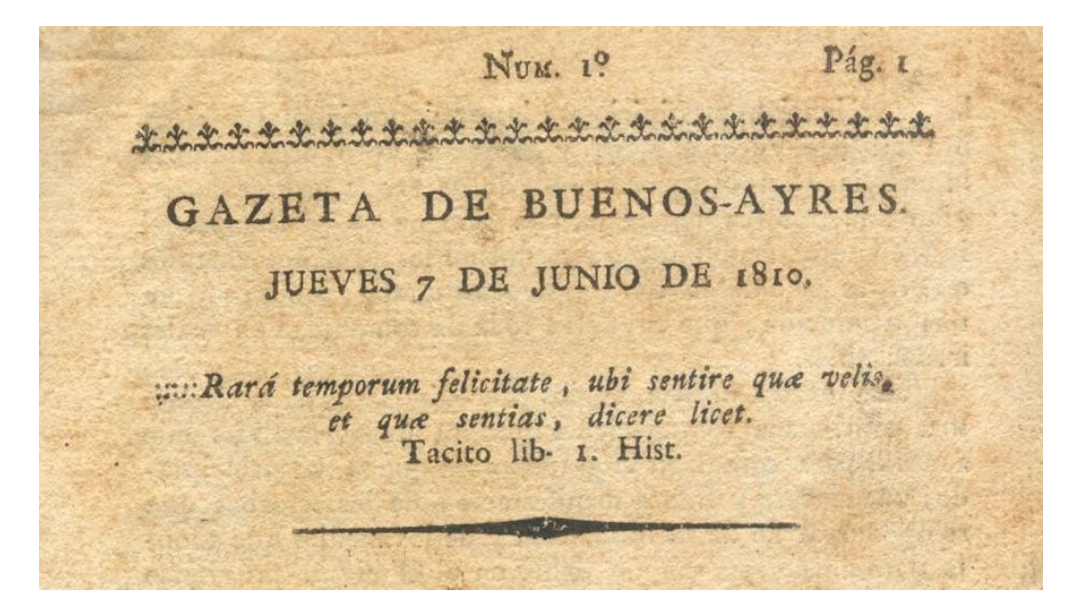 Num. 1º Pág. 1
GAZETA DE BUENOS-AYRES.
JUEVES 7 DE JUNIO DE 1810.
::::::Rará temporum felicitate, ubi sentire quæ velis,
et quæ sentias, dicere licet.
Tacito lib. 1. Hist.